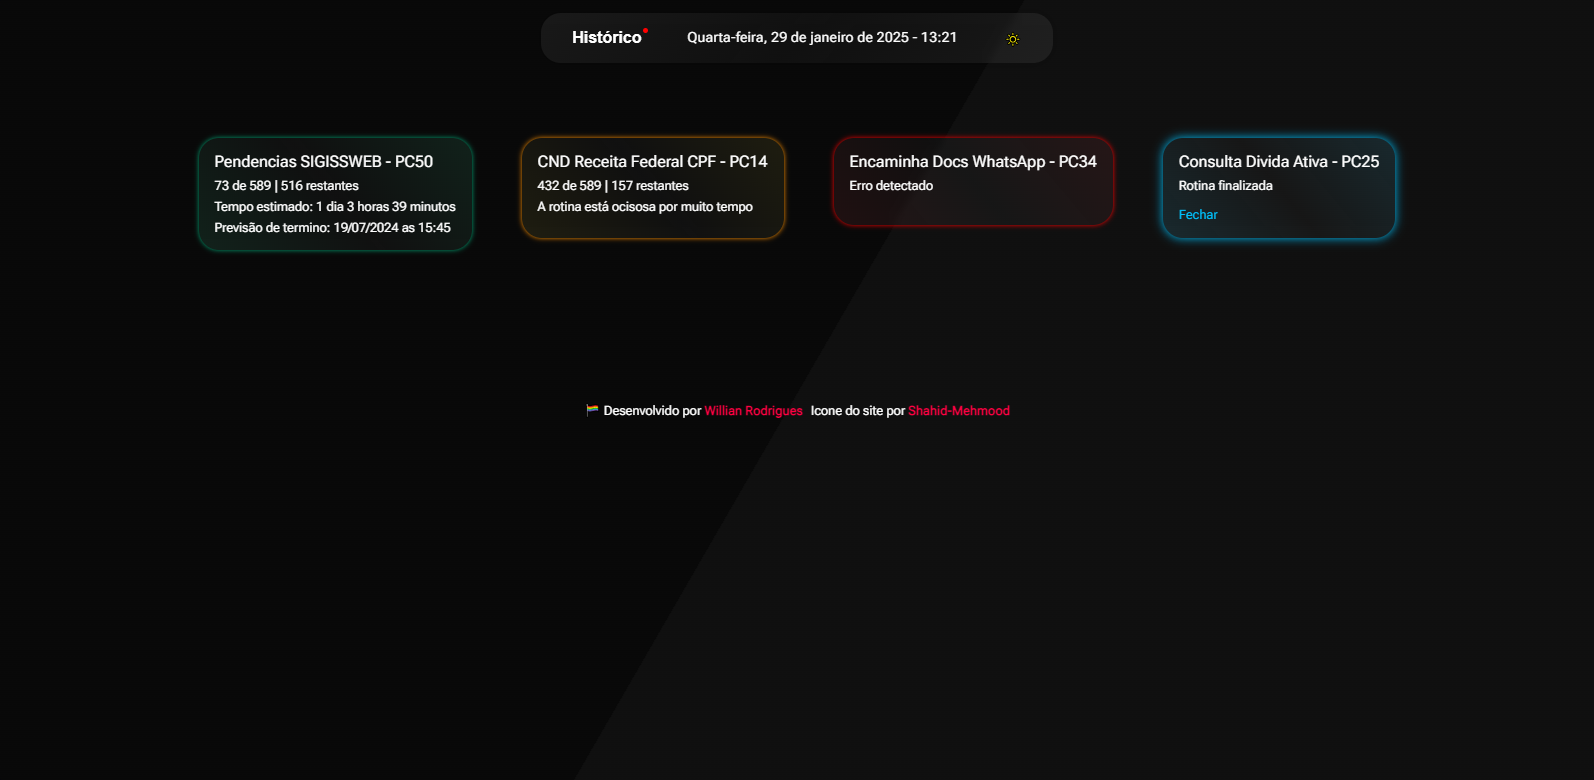 Histórico
Quarta-feira, 29 de janeiro de 2025 - 13:21
Pendencias SIGISSWEB - PC50
73 de 589 | 516 restantes
Tempo estimado: 1 dia 3 horas 39 minutos
Previsão de termino: 19/07/2024 as 15:45
CND Receita Federal CPF - PC14
432 de 589 | 157 restantes
A rotina está ocisosa por muito tempo
Encaminha Docs WhatsApp - PC34
Erro detectado
Consulta Divida Ativa - PC25
Rotina finalizada
Fechar
Desenvolvido por Willian Rodrigues Icone do site por Shahid-Mehmood